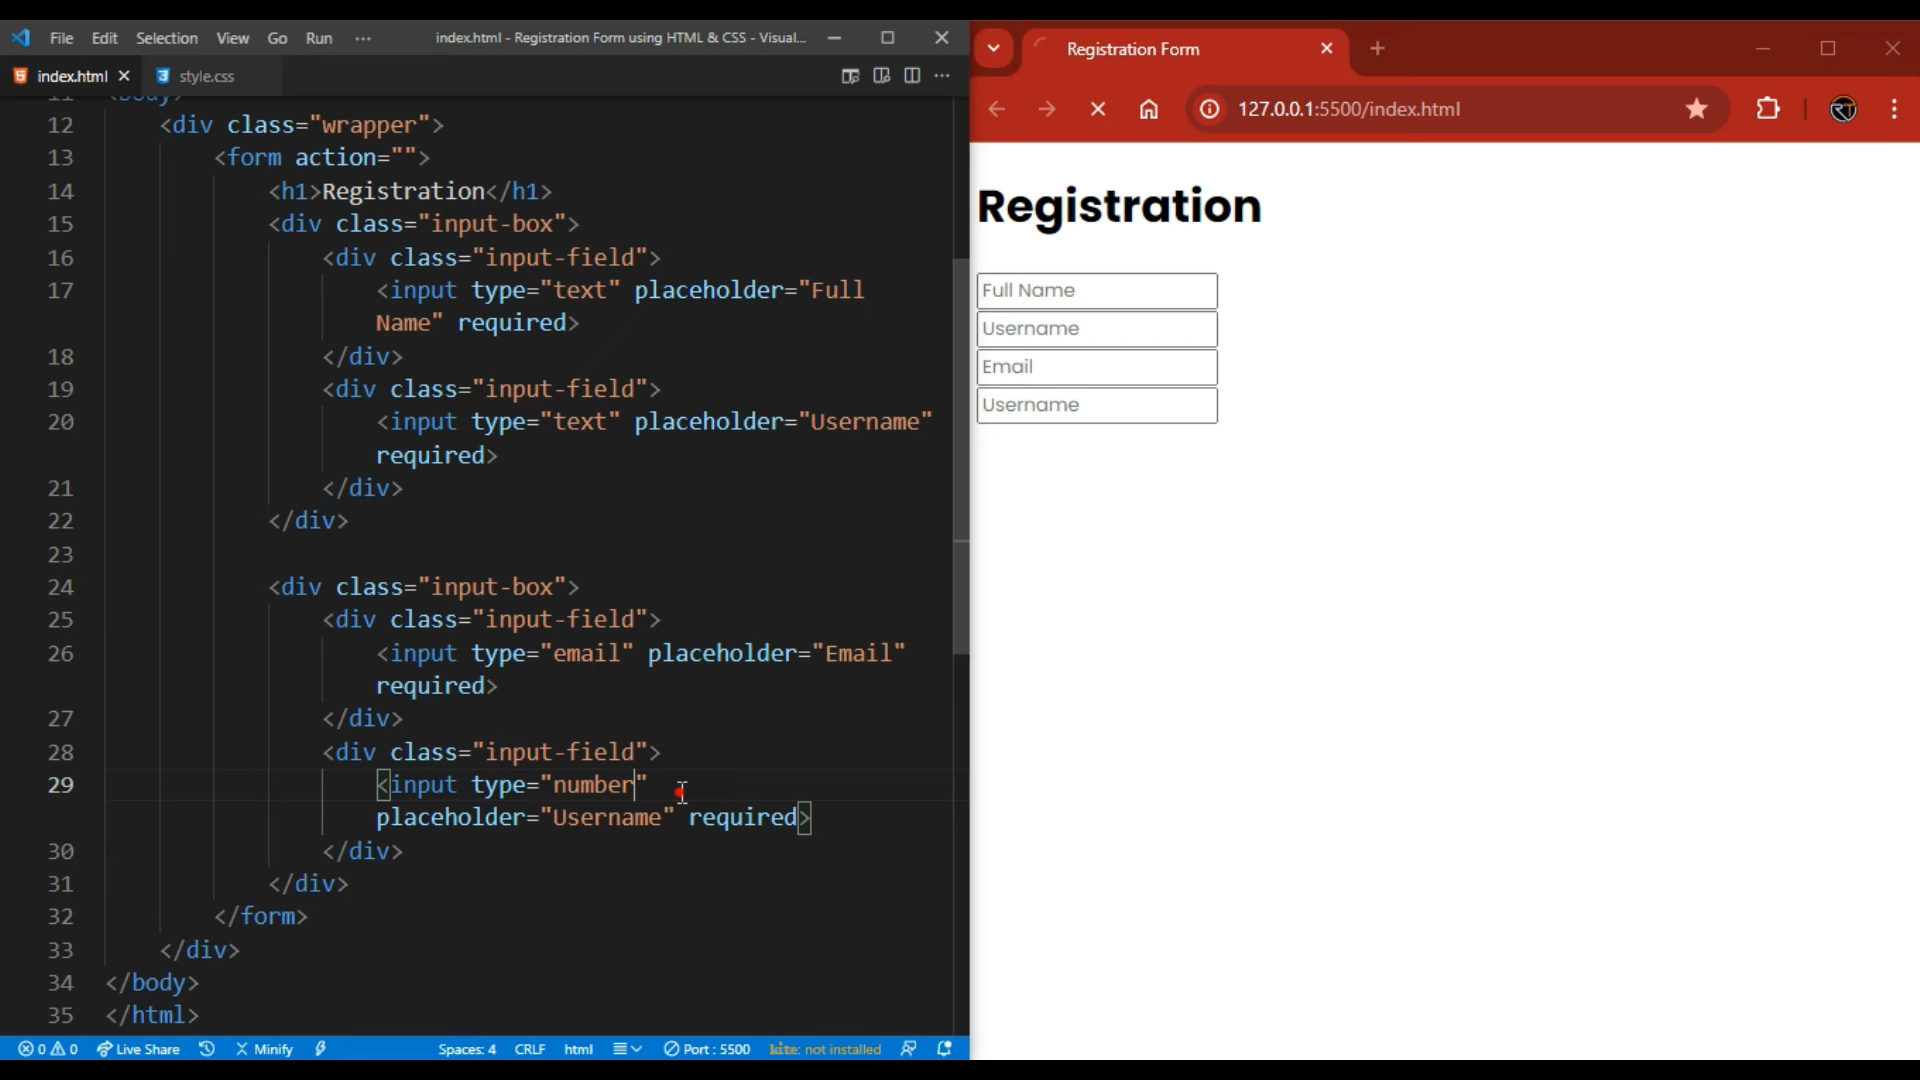 File Edit Selection View Go Run ··· index.html - Registration Form using HTML & CSS - Visual...
index.html style.css
11 <body>
12 <div class="wrapper">
13 <form action="">
14 <h1>Registration</h1>
15 <div class="input-box">
16 <div class="input-field">
17 <input type="text" placeholder="Full
Name" required>
18 </div>
19 <div class="input-field">
20 <input type="text" placeholder="Username"
required>
21 </div>
22 </div>
23
24 <div class="input-box">
25 <div class="input-field">
26 <input type="email" placeholder="Email"
required>
27 </div>
28 <div class="input-field">
29 <input type="number"
placeholder="Username" required>
30 </div>
31 </div>
32 </form>
33 </div>
34 </body>
35 </html>
0 0 Live Share Minify Spaces: 4 CRLF html Port : 5500 kite: not installed
Registration Form
127.0.0.1:5500/index.html RT
Registration
Full Name
Username
Email
Username